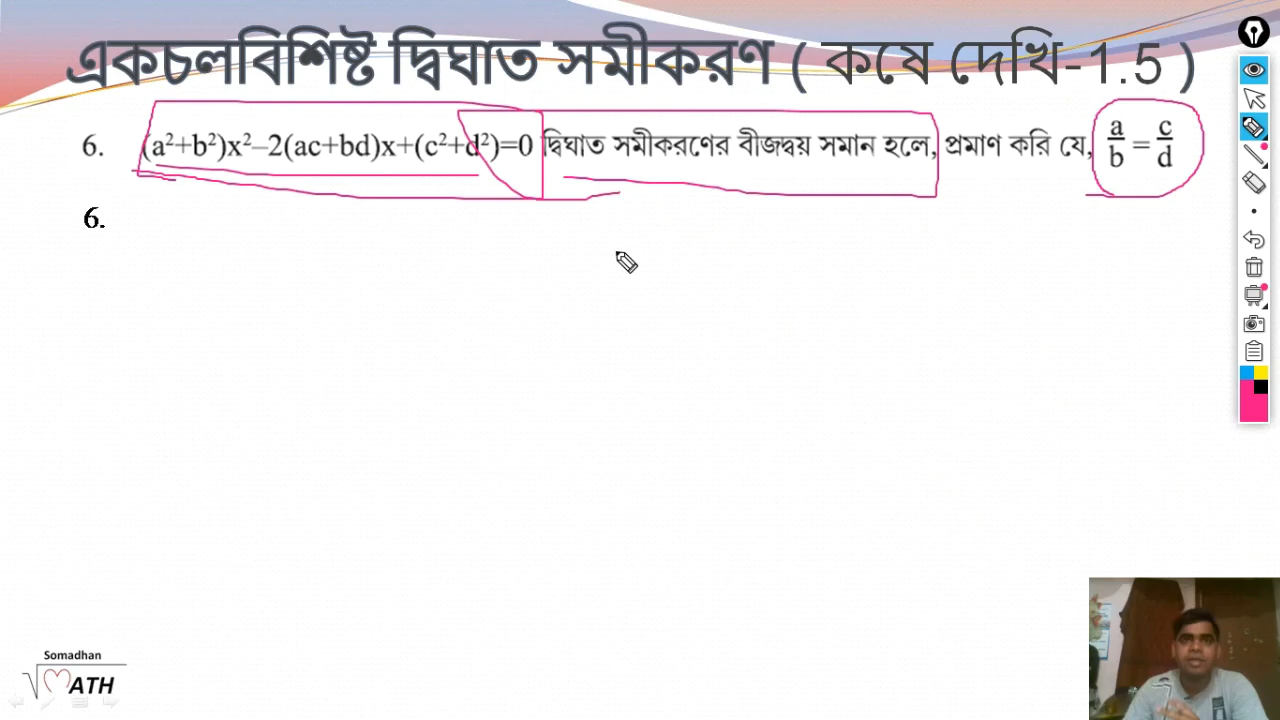 একচলবিশিষ্ট দ্বিঘাত সমীকরণ ( কষে দেখি-1.5 )
6. (a²+b²)x²–2(ac+bd)x+(c²+d²)=0 দ্বিঘাত সমীকরণের বীজদ্বয় সমান হলে, প্রমাণ করি যে, a/b = c/d
6.
Somadhan
√MATH